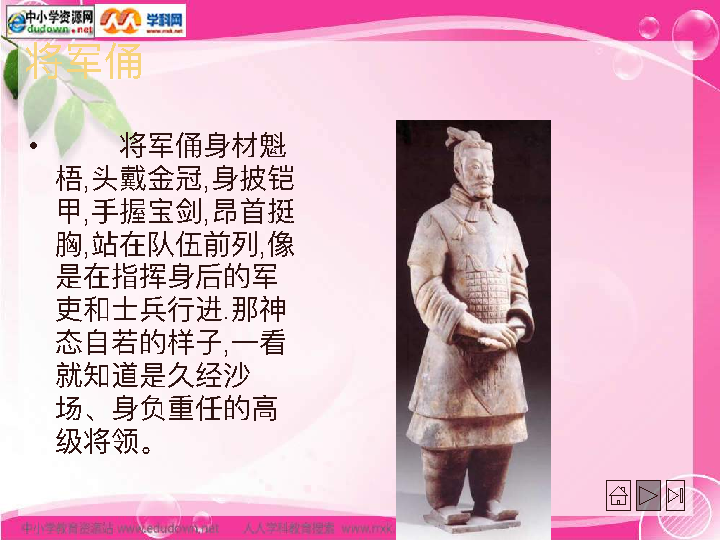 中小学资源网
edudown.net
学科网
www.nxk.net
将军俑
• 将军俑身材魁
梧,头戴金冠,身披铠
甲,手握宝剑,昂首挺
胸,站在队伍前列,像
是在指挥身后的军
吏和士兵行进.那神
态自若的样子,一看
就知道是久经沙
场、身负重任的高
级将领。
中小学教育资源站 www.edudown.net 人人学科教育搜索 www.rrxk.